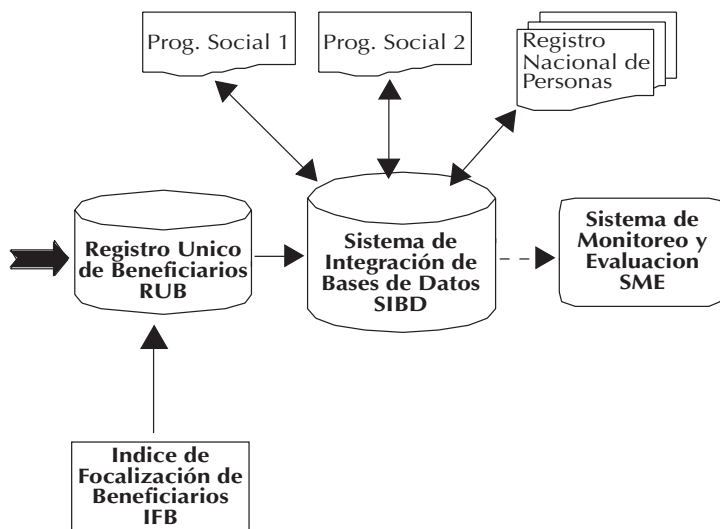 Prog. Social 1
Prog. Social 2
Registro
Nacional de
Personas
Registro Unico
de Beneficiarios
RUB
Sistema de
Integración de
Bases de Datos
SIBD
Sistema de
Monitoreo y
Evaluacion
SME
Indice de
Focalización de
Beneficiarios
IFB